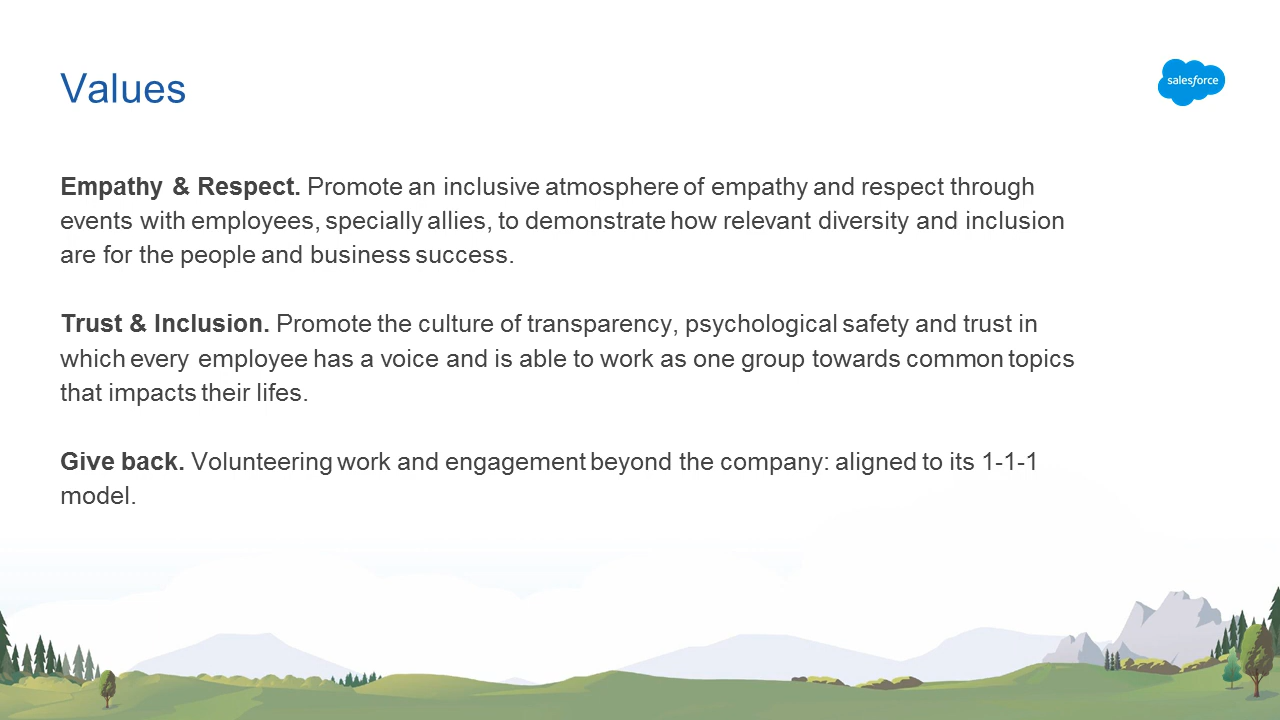 Values
salesforce
Empathy & Respect. Promote an inclusive atmosphere of empathy and respect through
events with employees, specially allies, to demonstrate how relevant diversity and inclusion
are for the people and business success.
Trust & Inclusion. Promote the culture of transparency, psychological safety and trust in
which every employee has a voice and is able to work as one group towards common topics
that impacts their lifes.
Give back. Volunteering work and engagement beyond the company: aligned to its 1-1-1
model.